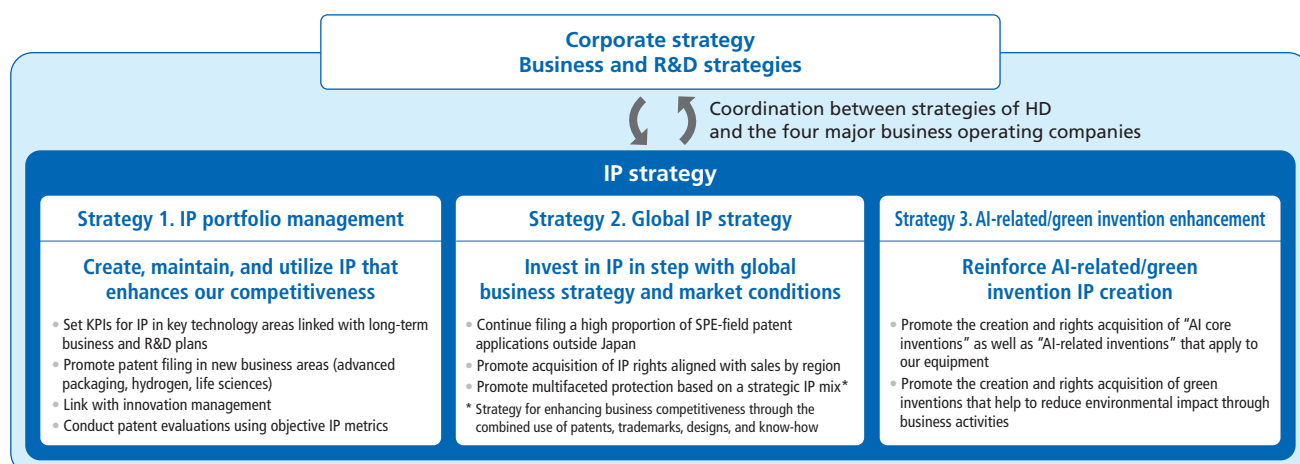 Corporate strategy
Business and R&D strategies
Coordination between strategies of HD
and the four major business operating companies
IP strategy
Strategy 1. IP portfolio management
Create, maintain, and utilize IP that
enhances our competitiveness
• Set KPIs for IP in key technology areas linked with long-term
business and R&D plans
• Promote patent filing in new business areas (advanced
packaging, hydrogen, life sciences)
• Link with innovation management
• Conduct patent evaluations using objective IP metrics
Strategy 2. Global IP strategy
Invest in IP in step with global
business strategy and market conditions
• Continue filing a high proportion of SPE-field patent
applications outside Japan
• Promote acquisition of IP rights aligned with sales by region
• Promote multifaceted protection based on a strategic IP mix*
* Strategy for enhancing business competitiveness through the
combined use of patents, trademarks, designs, and know-how
Strategy 3. AI-related/green invention enhancement
Reinforce AI-related/green
invention IP creation
• Promote the creation and rights acquisition of "AI core
inventions" as well as "AI-related inventions" that apply to
our equipment
• Promote the creation and rights acquisition of green
inventions that help to reduce environmental impact through
business activities